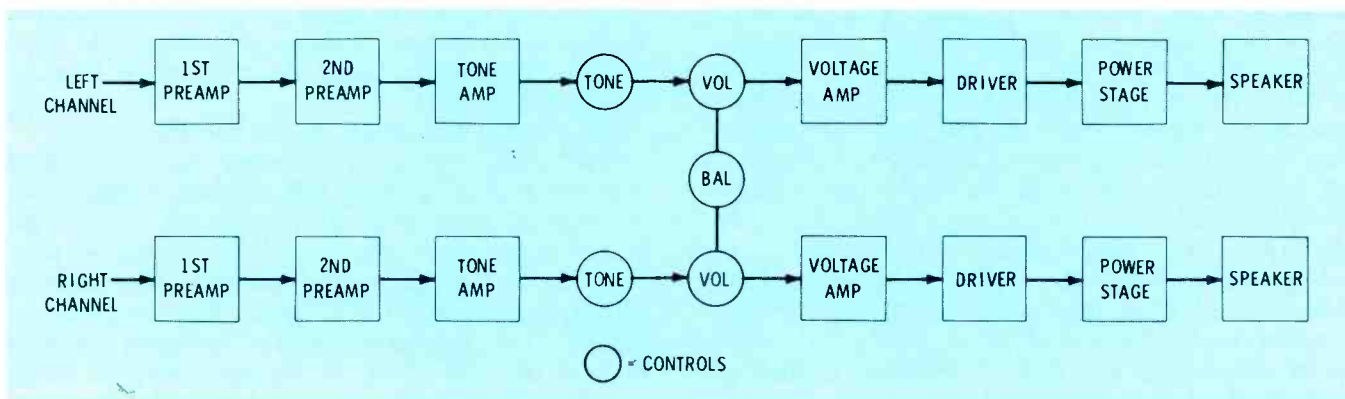 LEFT CHANNEL
1ST PREAMP
2ND PREAMP
TONE AMP
TONE
VOL
VOLTAGE AMP
DRIVER
POWER STAGE
SPEAKER
BAL
RIGHT CHANNEL
1ST PREAMP
2ND PREAMP
TONE AMP
TONE
VOL
VOLTAGE AMP
DRIVER
POWER STAGE
SPEAKER
= CONTROLS